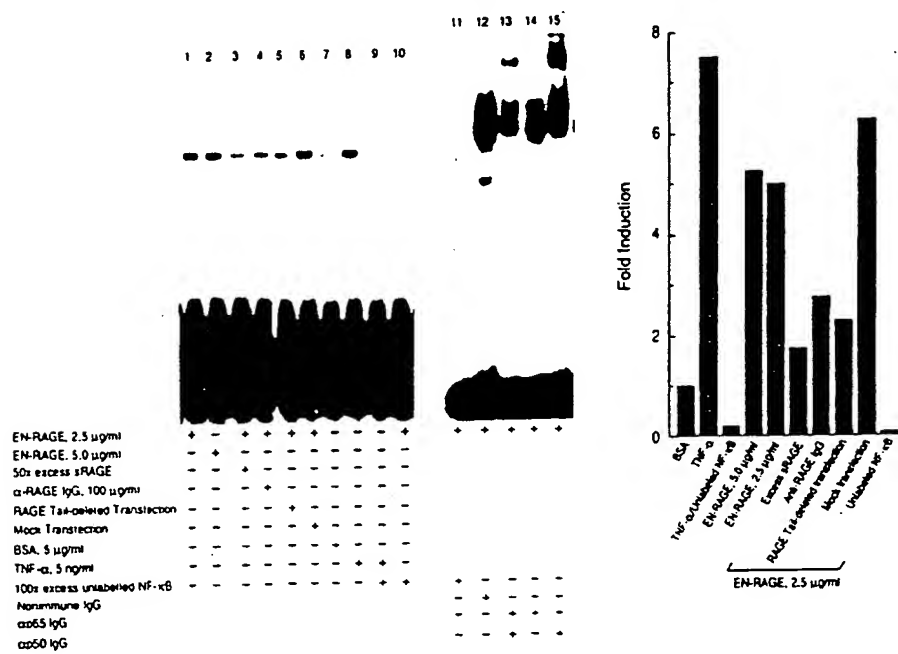 1 2 3 4 5 6 7 8 9 10
11 12 13 14 15
8
6
4
2
0
Fold Induction
EN-RAGE, 2.5 µg/ml + - + + + + - - - +
EN-RAGE, 5.0 µg/ml - + - - - - - - - -
50x excess sRAGE - - + - - - - - - -
α-RAGE IgG, 100 µg/ml - - - + - - - - - -
RAGE Tail-deleted Transfection - - - - + - - - - -
Mock Transfection - - - - - + - - - -
BSA, 5 µg/ml - - - - - - + - - -
TNF-α, 5 ng/ml - - - - - - - + + -
100x excess unlabelled NF-κB - - - - - - - - + +
Nonimmune IgG
αp65 IgG
αp50 IgG
+ + + + +
+ - - - -
- + - - -
- - + + -
- - + - +
BSA
TNF-α
TNF-α/Unlabeled NF-κB
EN-RAGE, 5.0 µg/ml
EN-RAGE, 2.5 µg/ml
Excess sRAGE
Anti RAGE IgG
RAGE Tail-deleted transfection
Mock transfection
Unlabeled NF-κB
EN-RAGE, 2.5 µg/ml